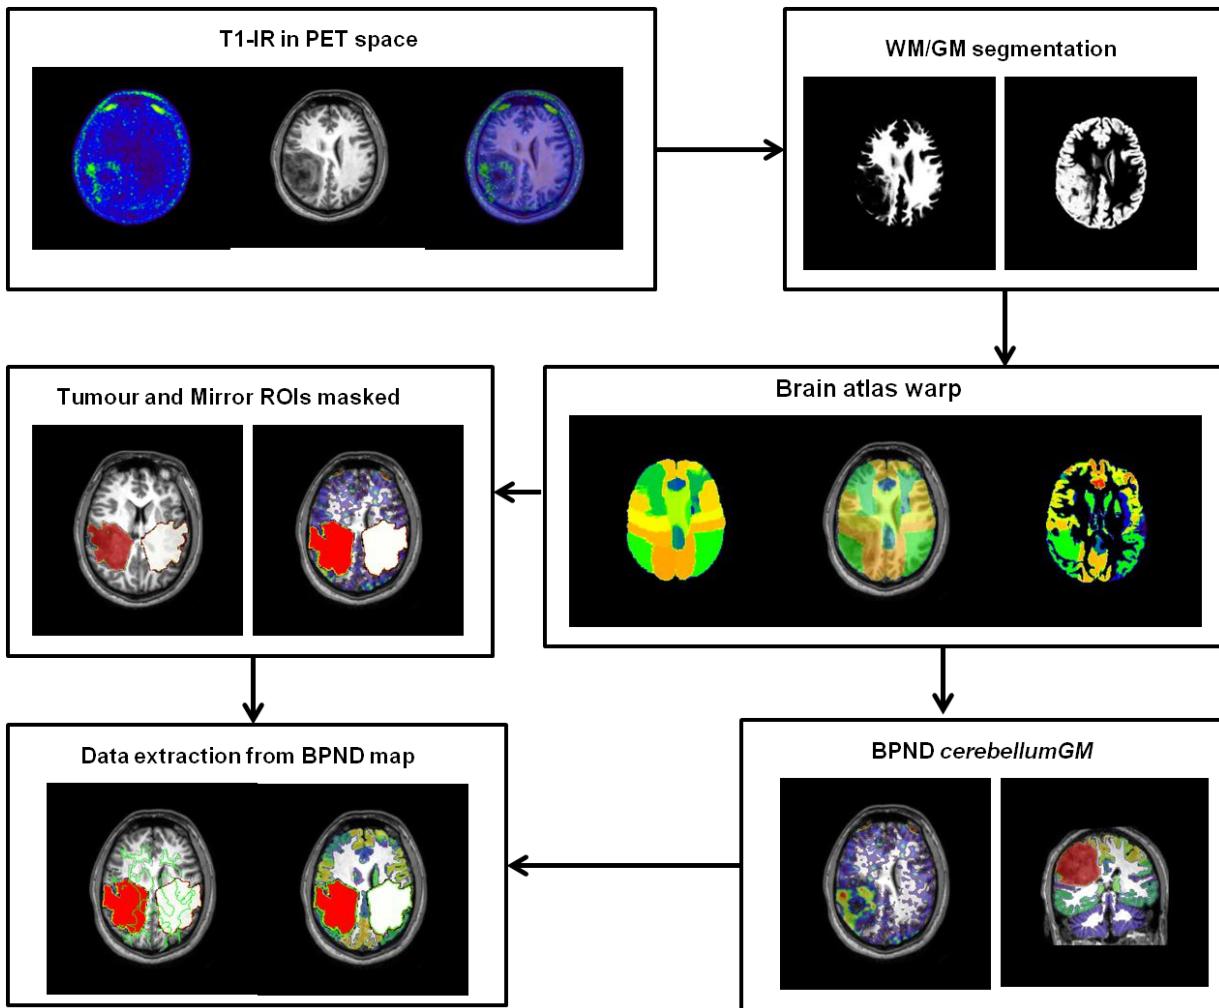 T1-IR in PET space
WM/GM segmentation
Tumour and Mirror ROIs masked
Brain atlas warp
Data extraction from BPND map
BPND cerebellumGM